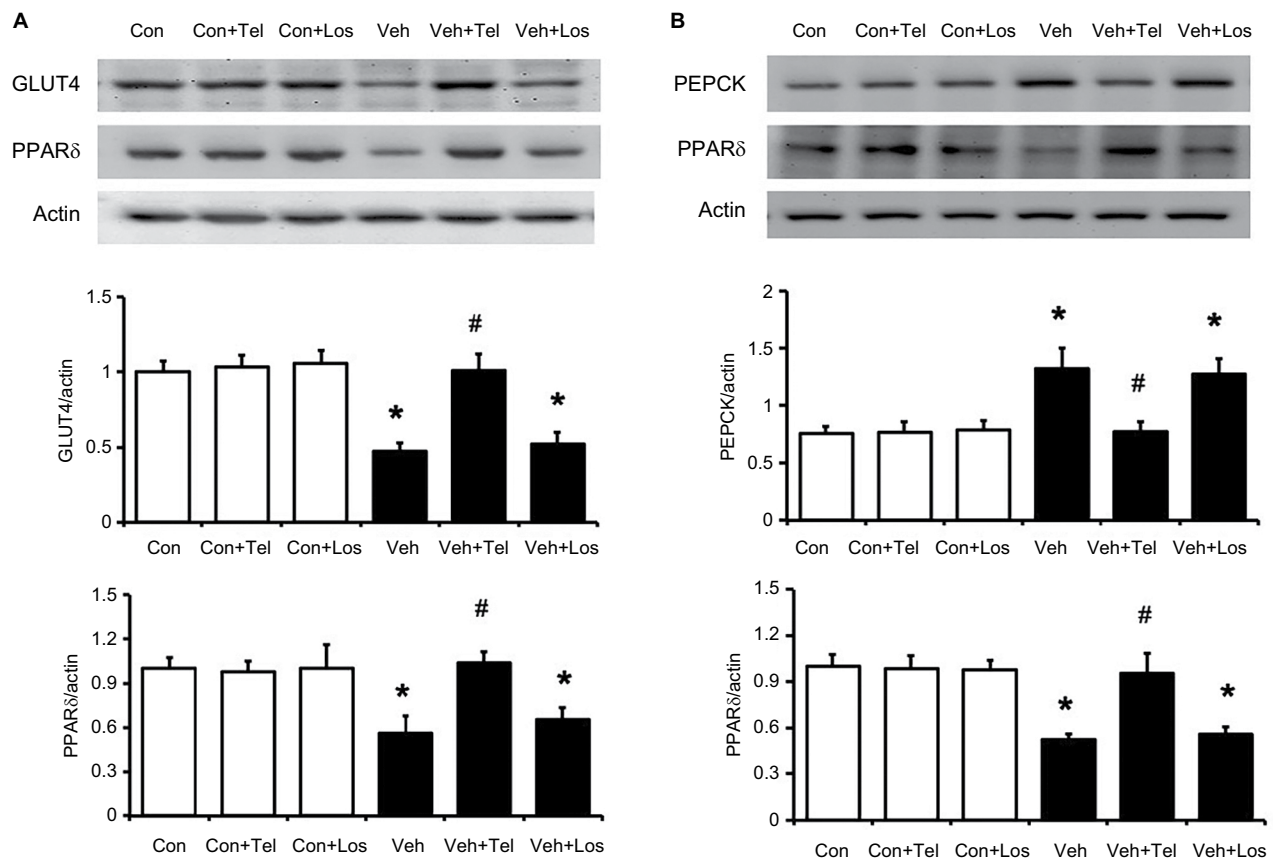 A
Con Con+Tel Con+Los Veh Veh+Tel Veh+Los
GLUT4
PPARδ
Actin
1.5
1
0.5
0
GLUT4/actin
*
#
*
Con Con+Tel Con+Los Veh Veh+Tel Veh+Los
1.5
1.2
0.9
0.6
0.3
0
PPARδ/actin
*
#
*
Con Con+Tel Con+Los Veh Veh+Tel Veh+Los
B
Con Con+Tel Con+Los Veh Veh+Tel Veh+Los
PEPCK
PPARδ
Actin
2
1.5
1
0.5
0
PEPCK/actin
*
#
*
Con Con+Tel Con+Los Veh Veh+Tel Veh+Los
1.5
1.2
0.9
0.6
0.3
0
PPARδ/actin
*
#
*
Con Con+Tel Con+Los Veh Veh+Tel Veh+Los